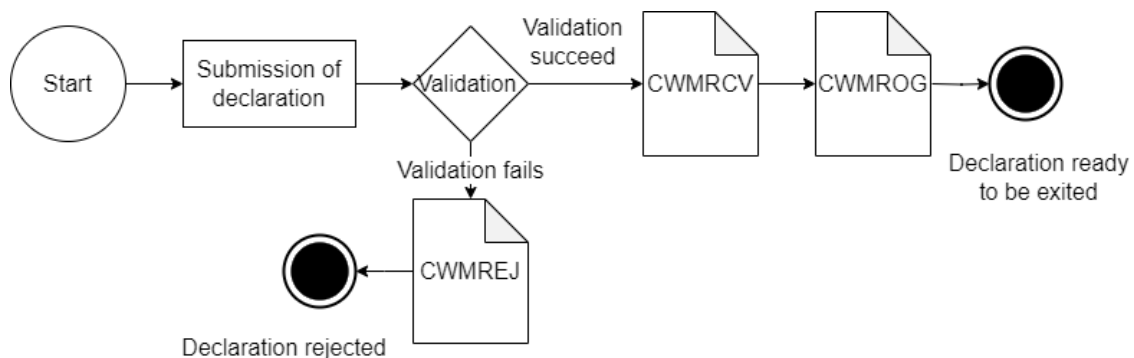 Start
Submission of
declaration
Validation
Validation
succeed
CWMRCV
CWMROG
Declaration ready
to be exited
Validation fails
CWMREJ
Declaration rejected